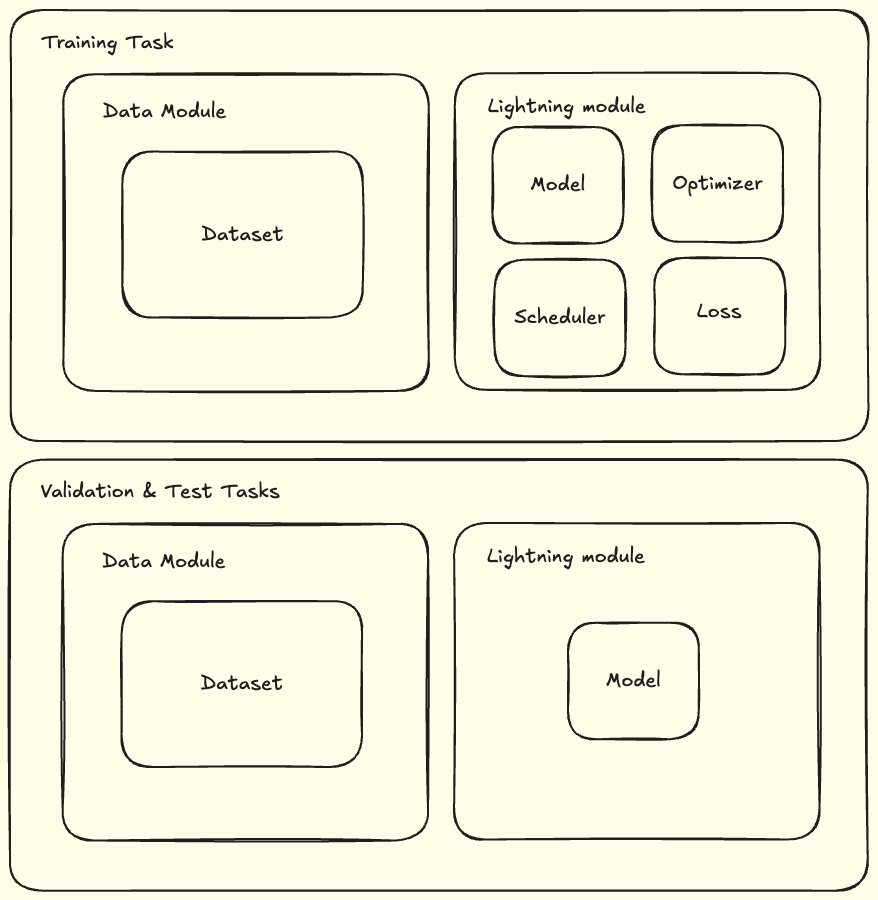 Training Task
Data Module
Dataset
Lightning module
Model
Optimizer
Scheduler
Loss
Validation & Test Tasks
Data Module
Dataset
Lightning module
Model